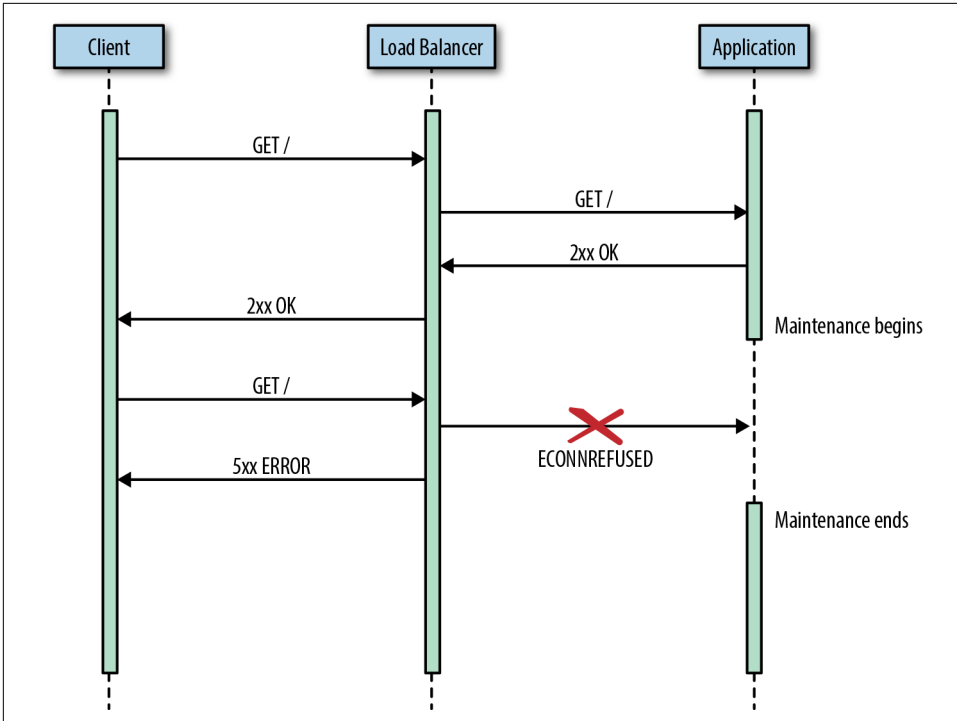 Client
Load Balancer
Application
GET /
GET /
2xx OK
2xx OK
Maintenance begins
GET /
ECONNREFUSED
5xx ERROR
Maintenance ends